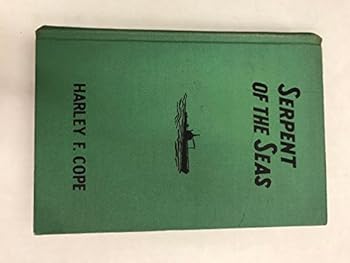 SERPENT
OF THE SEAS
HARLEY F. COPE